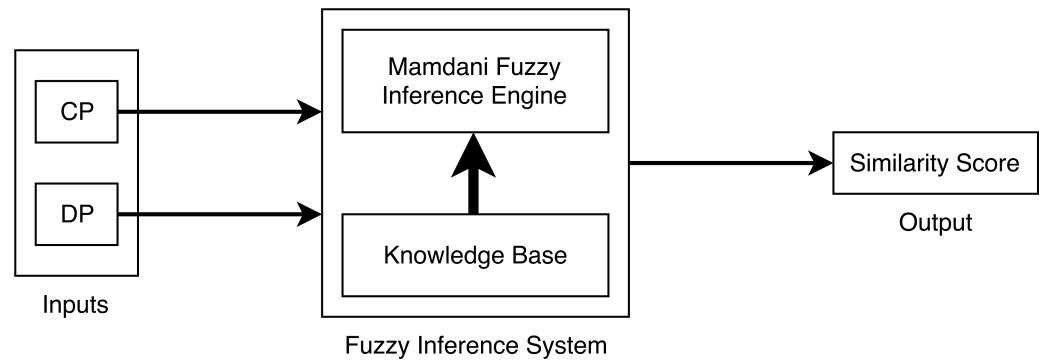 CP
DP
Inputs
Mamdani Fuzzy
Inference Engine
Knowledge Base
Fuzzy Inference System
Similarity Score
Output